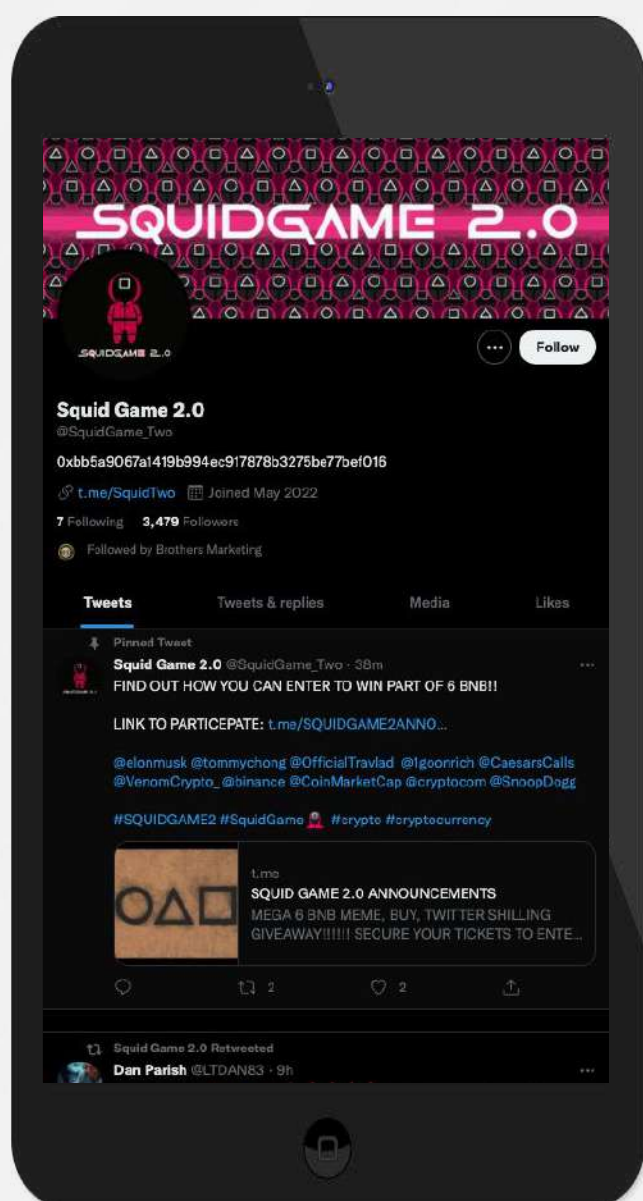 SQUIDGAME 2.0
SQUIDGAME 2.0
Follow
Squid Game 2.0
@SquidGame_Two
0xbb5a9067a1419b994ec917878b3275be77bef016
t.me/SquidTwo Joined May 2022
7 Following 3,479 Followers
Followed by Brothers Marketing
Tweets Tweets & replies Media Likes
Pinned Tweet
Squid Game 2.0 @SquidGame_Two · 38m
FIND OUT HOW YOU CAN ENTER TO WIN PART OF 6 BNB!!
LINK TO PARTICEPATE: t.me/SQUIDGAME2ANNO...
@elonmusk @tommychong @OfficialTravlad @1goonrich @CaesarsCalls
@VenomCrypto_ @binance @CoinMarketCap @cryptocom @SnoopDogg
#SQUIDGAME2 #SquidGame #crypto #cryptocurrency
t.me
SQUID GAME 2.0 ANNOUNCEMENTS
MEGA 6 BNB MEME, BUY, TWITTER SHILLING
GIVEAWAY!!!!!! SECURE YOUR TICKETS TO ENTE...
2 2
Squid Game 2.0 Retweeted
Dan Parish @LTDAN83 · 9h